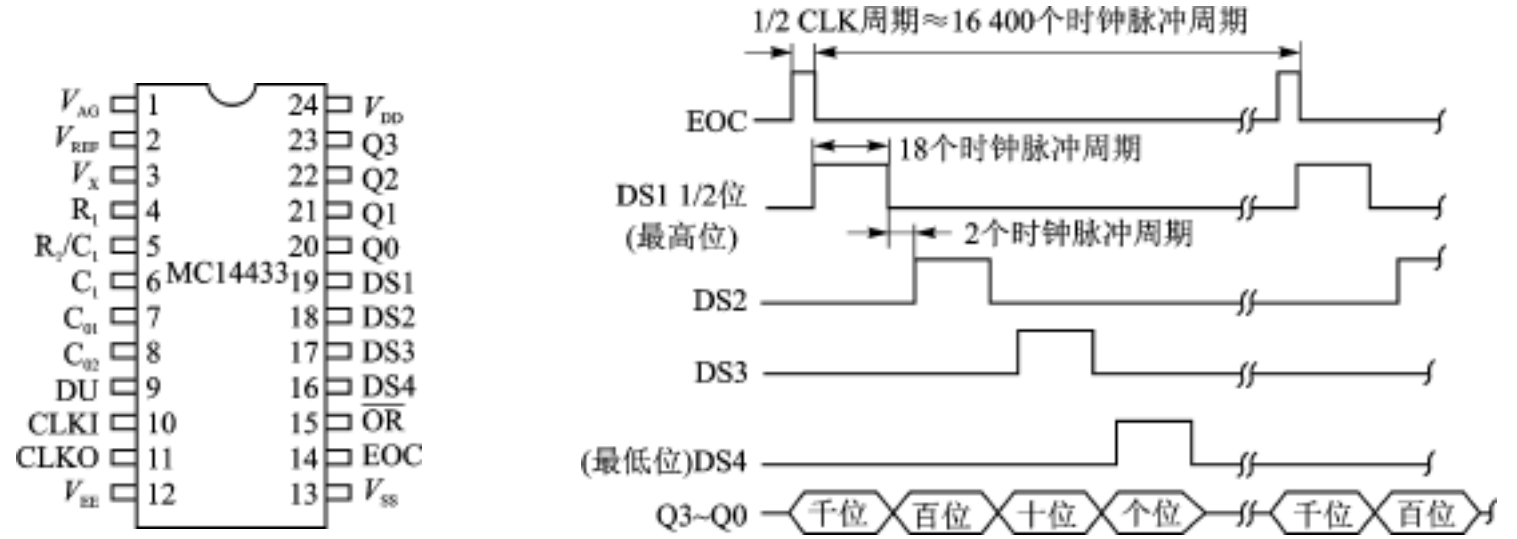 V_AG 1 24 V_DD
V_REF 2 23 Q3
V_X 3 22 Q2
R_1 4 21 Q1
R_1/C_1 5 20 Q0
C_1 6 MC14433 19 DS1
C_01 7 18 DS2
C_02 8 17 DS3
DU 9 16 DS4
CLKI 10 15 O̅R̅
CLKO 11 14 EOC
V_EE 12 13 V_SS
1/2 CLK周期≈16 400个时钟脉冲周期
EOC
18个时钟脉冲周期
DS1 1/2位
(最高位)
2个时钟脉冲周期
DS2
DS3
(最低位)DS4
Q3~Q0 千位 百位 十位 个位 千位 百位